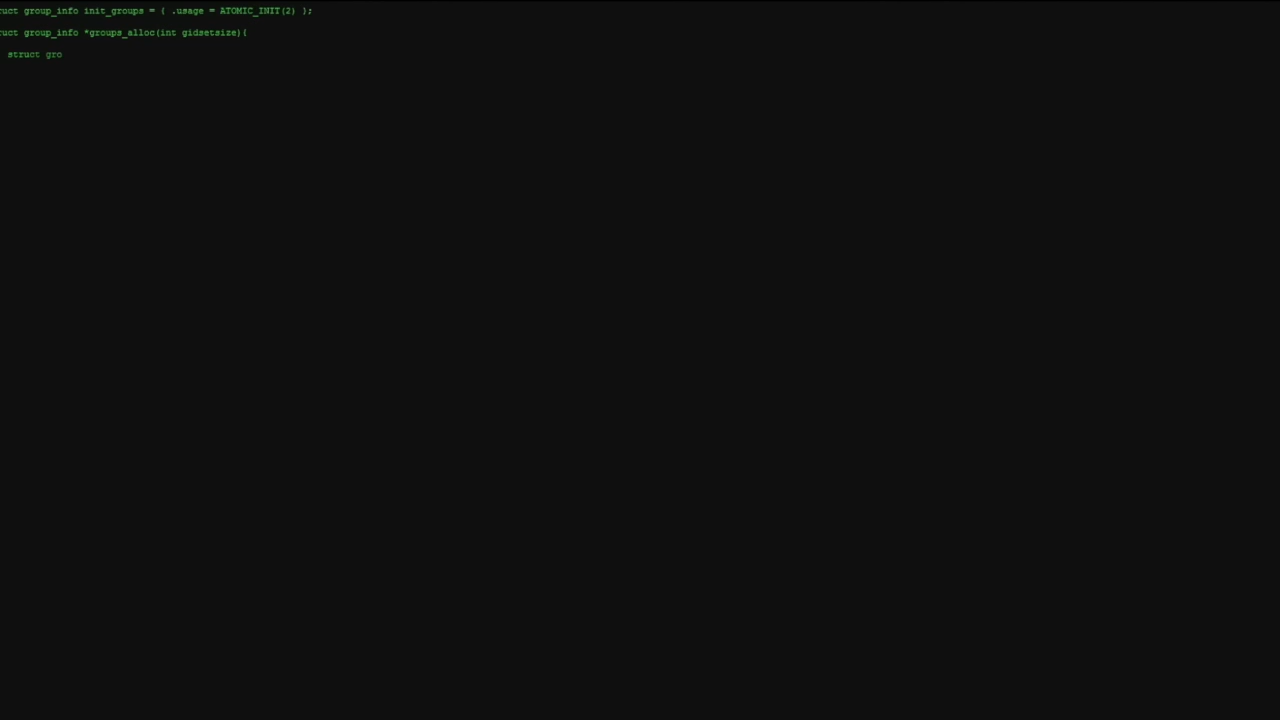 uct group_info init_groups = { .usage = ATOMIC_INIT(2) };
uct group_info *groups_alloc(int gidsetsize){
struct gro